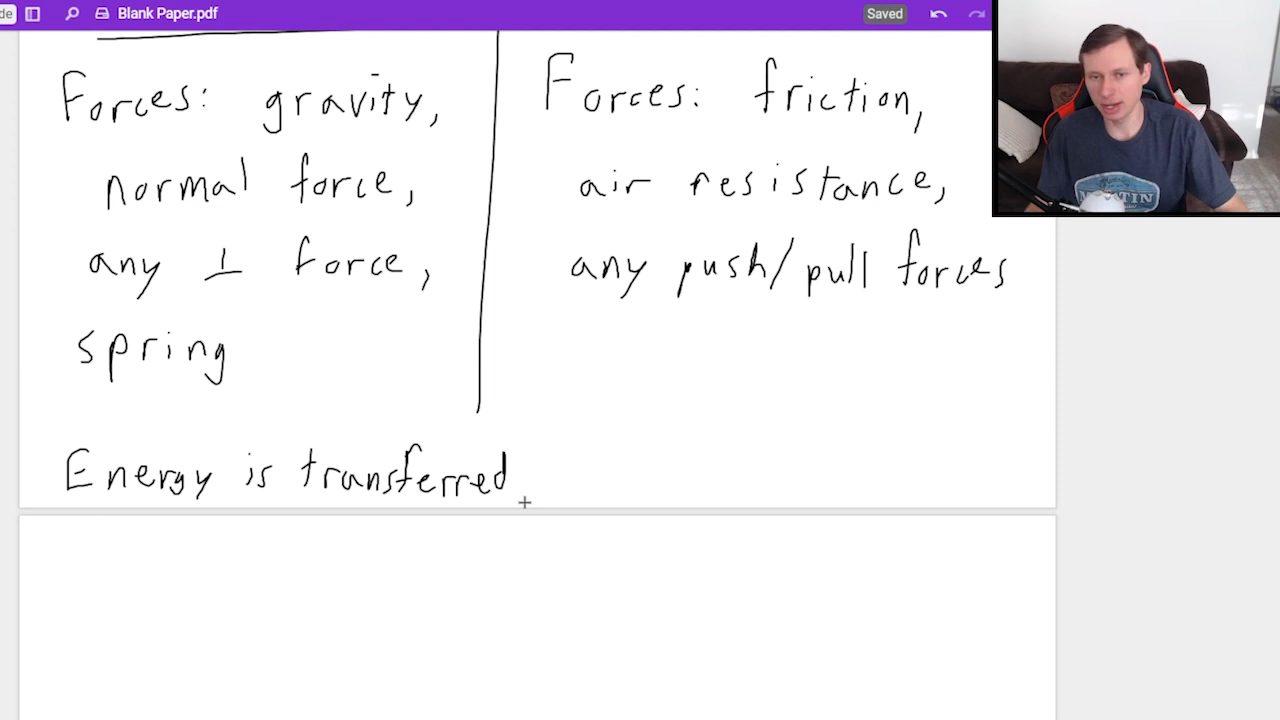 de
Blank Paper.pdf
Saved
Forces: gravity,
normal force,
any ⊥ force,
spring
Forces: friction,
air resistance,
any push/pull forces
Energy is transferred